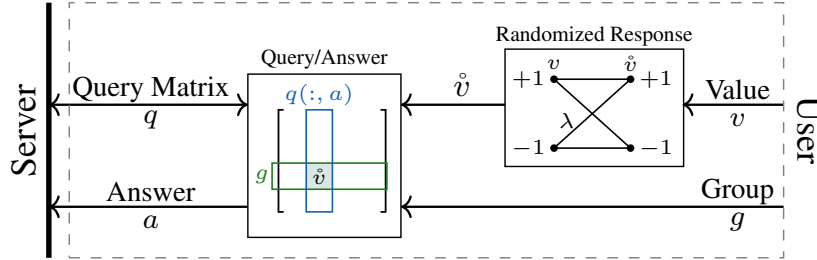 Server
Query Matrix
q
Answer
a
Query/Answer
q(:, a)
g
v̊
v̊
Randomized Response
v
v̊
+1
+1
λ
−1
−1
Value
v
Group
g
User